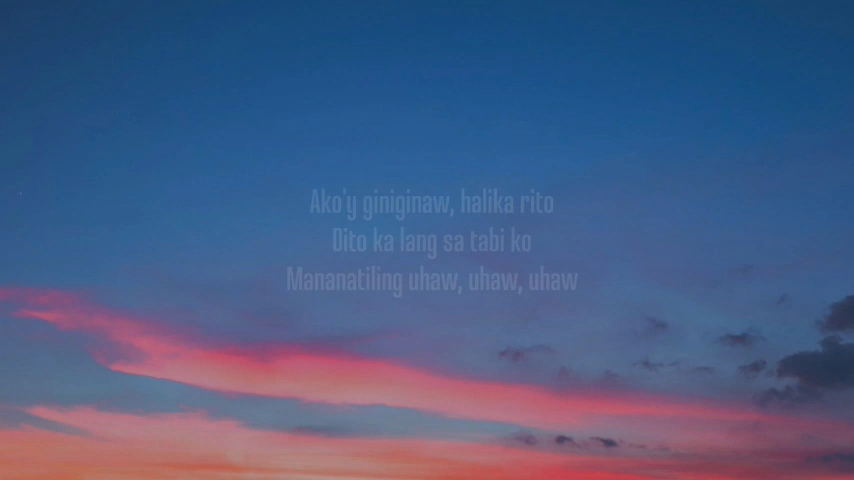 Ako'y giniginaw, halika rito
Dito ka lang sa tabi ko
Mananatiling uhaw, uhaw, uhaw